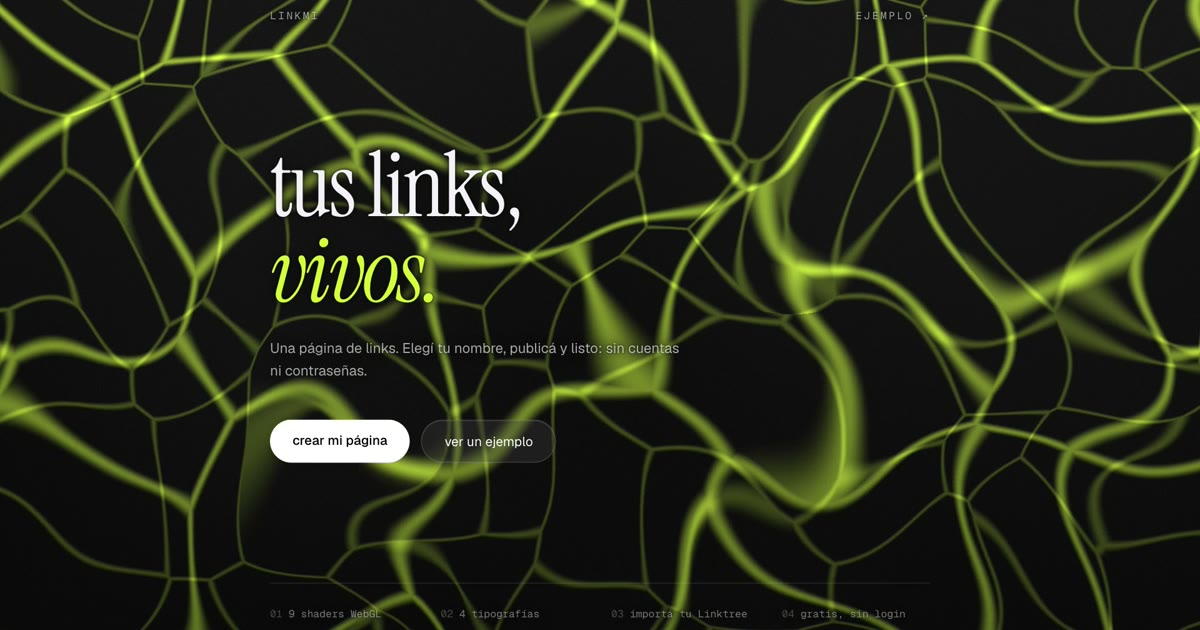 LINKMI
EJEMPLO ↗
tus links,
vivos.
Una página de links. Elegí tu nombre, publicá y listo: sin cuentas
ni contraseñas.
crear mi página
ver un ejemplo
01 9 shaders WebGL
02 4 tipografías
03 importá tu Linktree
04 gratis, sin login